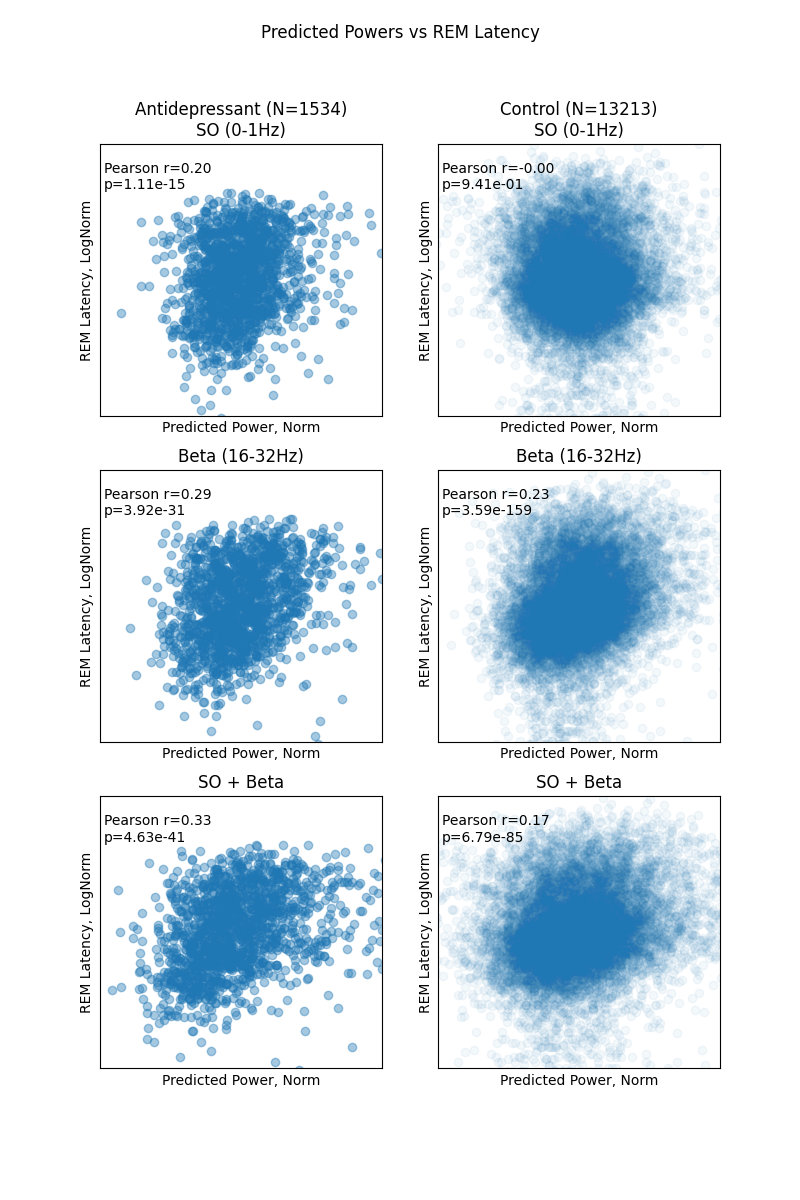 Predicted Powers vs REM Latency
Antidepressant (N=1534)
SO (0-1Hz)
Pearson r=0.20
p=1.11e-15
REM Latency, LogNorm
Predicted Power, Norm
Control (N=13213)
SO (0-1Hz)
Pearson r=-0.00
p=9.41e-01
REM Latency, LogNorm
Predicted Power, Norm
Beta (16-32Hz)
Pearson r=0.29
p=3.92e-31
REM Latency, LogNorm
Predicted Power, Norm
Beta (16-32Hz)
Pearson r=0.23
p=3.59e-159
REM Latency, LogNorm
Predicted Power, Norm
SO + Beta
Pearson r=0.33
p=4.63e-41
REM Latency, LogNorm
Predicted Power, Norm
SO + Beta
Pearson r=0.17
p=6.79e-85
REM Latency, LogNorm
Predicted Power, Norm